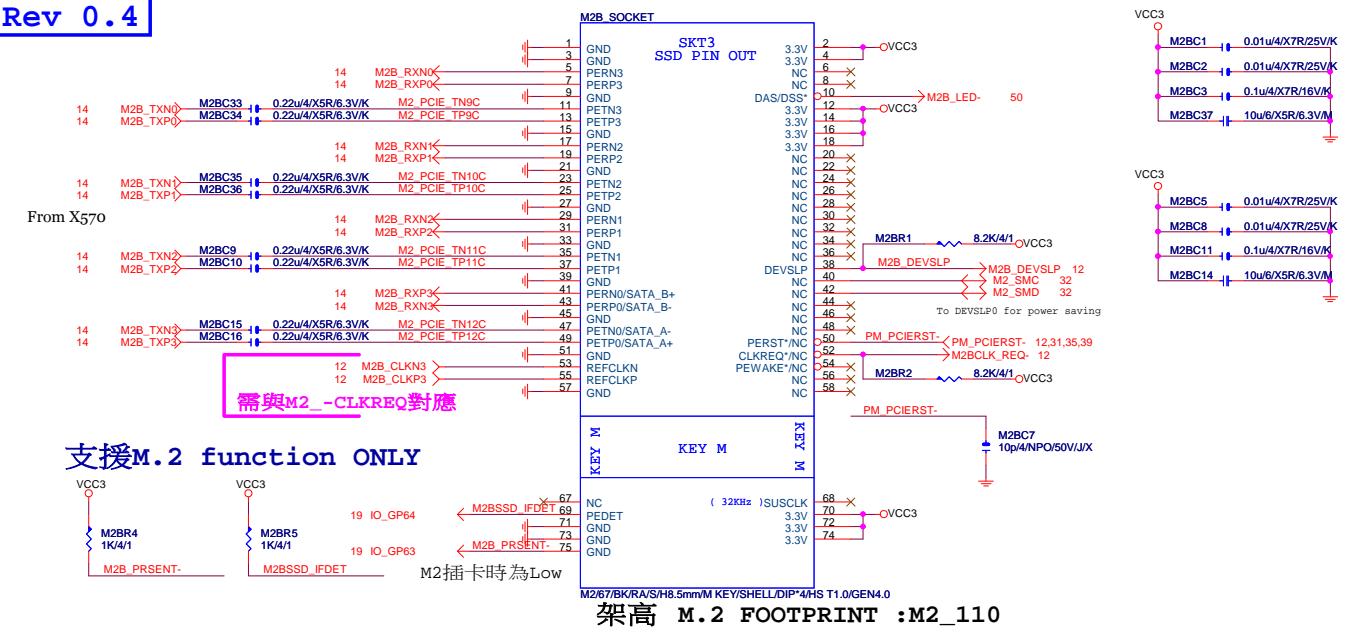 Rev 0.4
M2B_SOCKET
SKT3
SSD PIN OUT
1 GND
3 GND
14 M2B_RXN0 5 PERN3
14 M2B_RXP0 7 PERP3
9 GND
14 M2B_TXN0 M2BC33 0.22u/4/X5R/6.3V/K M2_PCIE_TN9C 11 PETN3
14 M2B_TXP0 M2BC34 0.22u/4/X5R/6.3V/K M2_PCIE_TP9C 13 PETP3
15 GND
14 M2B_RXN1 17 PERN2
14 M2B_RXP1 19 PERP2
21 GND
14 M2B_TXN1 M2BC35 0.22u/4/X5R/6.3V/K M2_PCIE_TN10C 23 PETN2
14 M2B_TXP1 M2BC36 0.22u/4/X5R/6.3V/K M2_PCIE_TP10C 25 PETP2
From X570
27 GND
14 M2B_RXN2 29 PERN1
14 M2B_RXP2 31 PERP1
33 GND
14 M2B_TXN2 M2BC9 0.22u/4/X5R/6.3V/K M2_PCIE_TN11C 35 PETN1
14 M2B_TXP2 M2BC10 0.22u/4/X5R/6.3V/K M2_PCIE_TP11C 37 PETP1
39 GND
14 M2B_RXP3 41 PERN0/SATA_B+
14 M2B_RXN3 43 PERP0/SATA_B-
45 GND
14 M2B_TXN3 M2BC15 0.22u/4/X5R/6.3V/K M2_PCIE_TN12C 47 PETN0/SATA_A-
14 M2B_TXP3 M2BC16 0.22u/4/X5R/6.3V/K M2_PCIE_TP12C 49 PETP0/SATA_A+
51 GND
12 M2B_CLKN3 53 REFCLKN
12 M2B_CLKP3 55 REFCLKP
57 GND
需與M2_-CLKREQ對應
3.3V 2 VCC3
3.3V 4
NC 6
NC 8
DAS/DSS* 10 M2B_LED- 50
3.3V 12 VCC3
3.3V 14
3.3V 16
3.3V 18
NC 20
NC 22
NC 24
NC 26
NC 28
NC 30
NC 32
NC 34 M2BR1 8.2K/4/1 VCC3
NC 36
DEVSLP 38 M2B_DEVSLP M2B_DEVSLP 12
NC 40 M2_SMC 32
NC 42 M2_SMD 32
NC 44
To DEVSLP0 for power saving
NC 46
NC 48
PERST*/NC 50 PM_PCIERST- PM_PCIERST- 12,31,35,39
CLKREQ*/NC 52 M2BCLK_REQ- 12
PEWAKE*/NC 54
NC 56 M2BR2 8.2K/4/1 VCC3
NC 58
PM_PCIERST-
M2BC7
10p/4/NPO/50V/J/X
KEY M
KEY M
KEY M
支援M.2 function ONLY
VCC3
M2BR4
1K/4/1
M2B_PRSENT-
VCC3
M2BR5
1K/4/1
M2BSSD_IFDET
67 NC
19 IO_GP64 M2BSSD_IFDET 69 PEDET
71 GND
73 GND
19 IO_GP63 M2B_PRSENT- 75 GND
M2插卡時為Low
( 32KHz )SUSCLK 68
3.3V 70 VCC3
3.3V 72
3.3V 74
M2/67/BK/RA/S/H8.5mm/M KEY/SHELL/DIP*4/HS T1.0/GEN4.0
架高 M.2 FOOTPRINT :M2_110
VCC3
M2BC1 0.01u/4/X7R/25V/K
M2BC2 0.01u/4/X7R/25V/K
M2BC3 0.1u/4/X7R/16V/K
M2BC37 10u/6/X5R/6.3V/M
VCC3
M2BC5 0.01u/4/X7R/25V/K
M2BC8 0.01u/4/X7R/25V/K
M2BC11 0.1u/4/X7R/16V/K
M2BC14 10u/6/X5R/6.3V/M